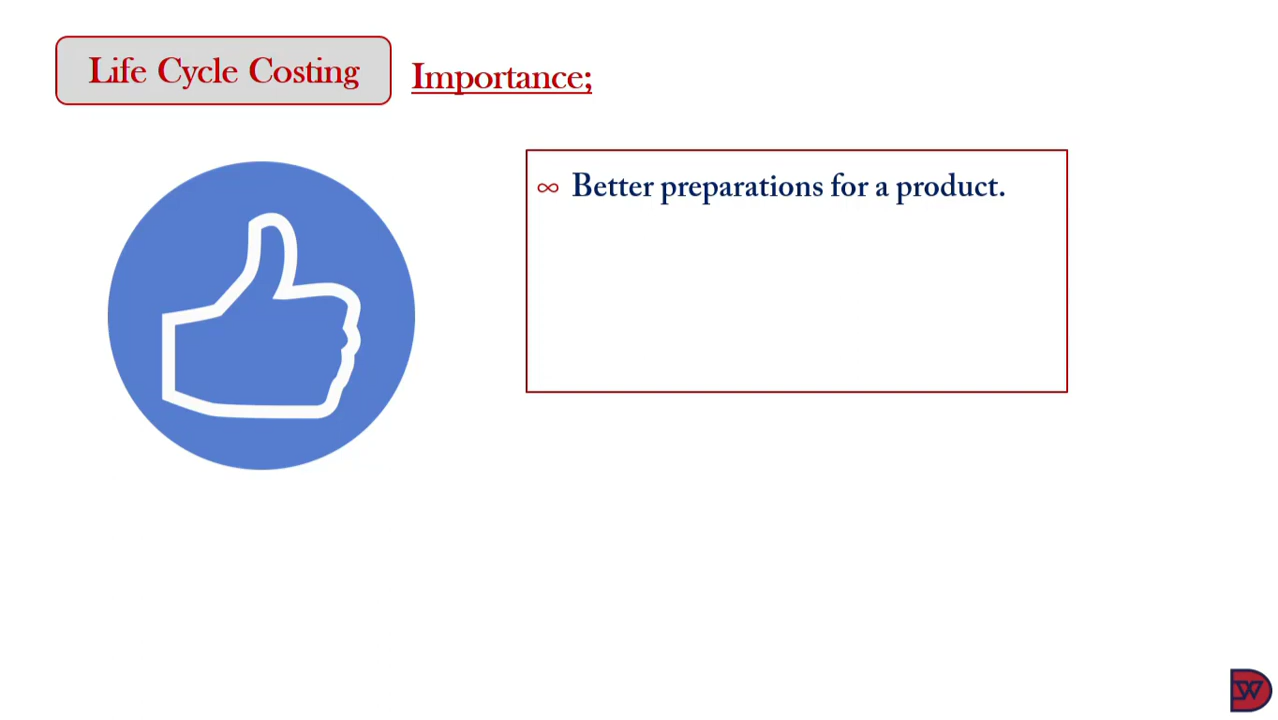 Life Cycle Costing
Importance;
∞ Better preparations for a product.